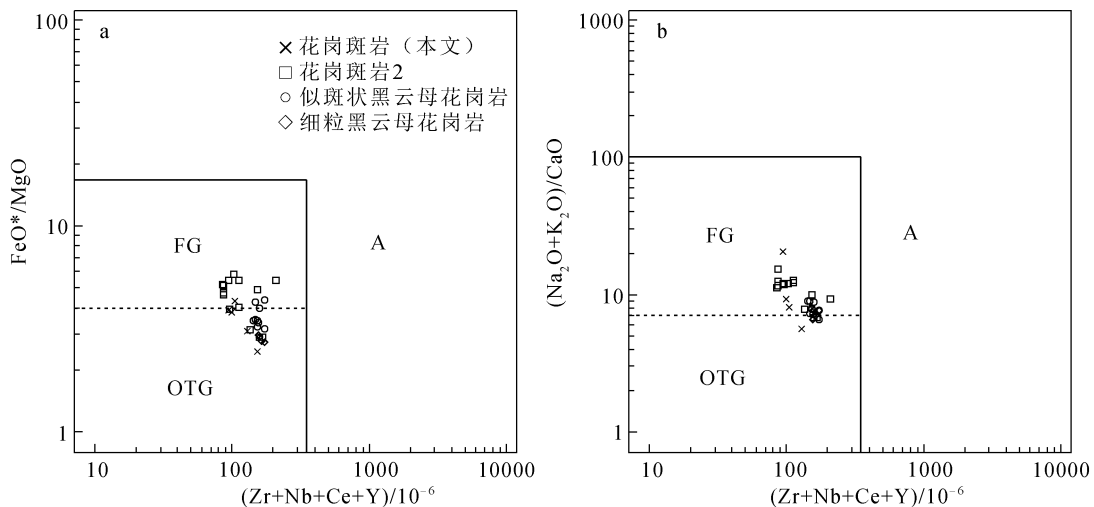 a
× 花岗斑岩（本文）
□ 花岗斑岩2
○ 似斑状黑云母花岗岩
◇ 细粒黑云母花岗岩
100
10
1
FeO*/MgO
FG
A
OTG
10 100 1000 10000
(Zr+Nb+Ce+Y)/10⁻⁶
b
1000
100
10
1
(Na₂O+K₂O)/CaO
FG
A
OTG
10 100 1000 10000
(Zr+Nb+Ce+Y)/10⁻⁶